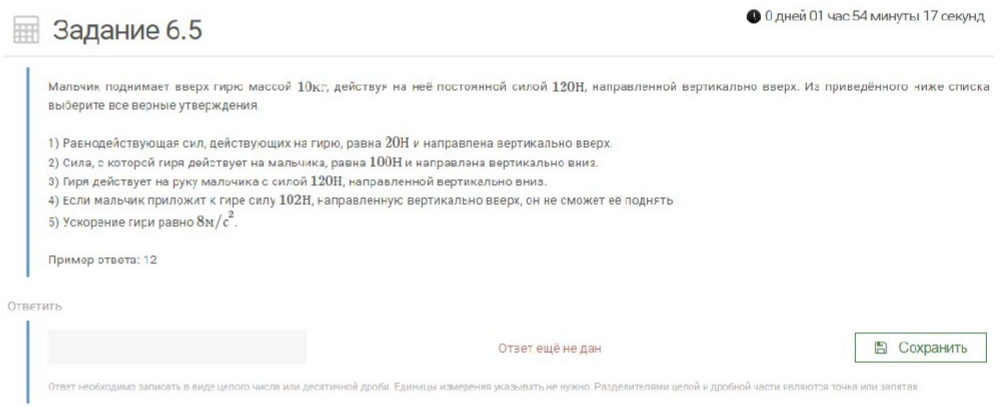 0 дней 01 час 54 минуты 17 секунд
Задание 6.5
Мальчик поднимает вверх гирю массой 10кг, действуя на неё постоянной силой 120Н, направленной вертикально вверх. Из приведённого ниже списка
выберите все верные утверждения.
1) Равнодействующая сил, действующих на гирю, равна 20Н и направлена вертикально вверх.
2) Сила, с которой гиря действует на мальчика, равна 100Н и направлена вертикально вниз.
3) Гиря действует на руку мальчика с силой 120Н, направленной вертикально вниз.
4) Если мальчик приложит к гире силу 102Н, направленную вертикально вверх, он не сможет её поднять
5) Ускорение гири равно 8м/с².
Пример ответа: 12
Ответить
Ответ ещё не дан
Сохранить
Ответ необходимо записать в виде целого числа или десятичной дроби. Единицы измерения указывать не нужно. Разделителями целой и дробной части являются точка или запятая.